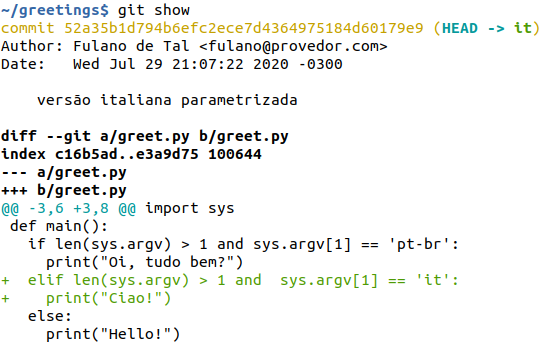 ~/greetings$ git show
commit 52a35b1d794b6efc2ece7d4364975184d60179e9 (HEAD -> it)
Author: Fulano de Tal <fulano@provedor.com>
Date:   Wed Jul 29 21:07:22 2020 -0300

    versão italiana parametrizada

diff --git a/greet.py b/greet.py
index c16b5ad..e3a9d75 100644
--- a/greet.py
+++ b/greet.py
@@ -3,6 +3,8 @@ import sys
 def main():
   if len(sys.argv) > 1 and sys.argv[1] == 'pt-br':
     print("Oi, tudo bem?")
+  elif len(sys.argv) > 1 and  sys.argv[1] == 'it':
+    print("Ciao!")
   else:
     print("Hello!")